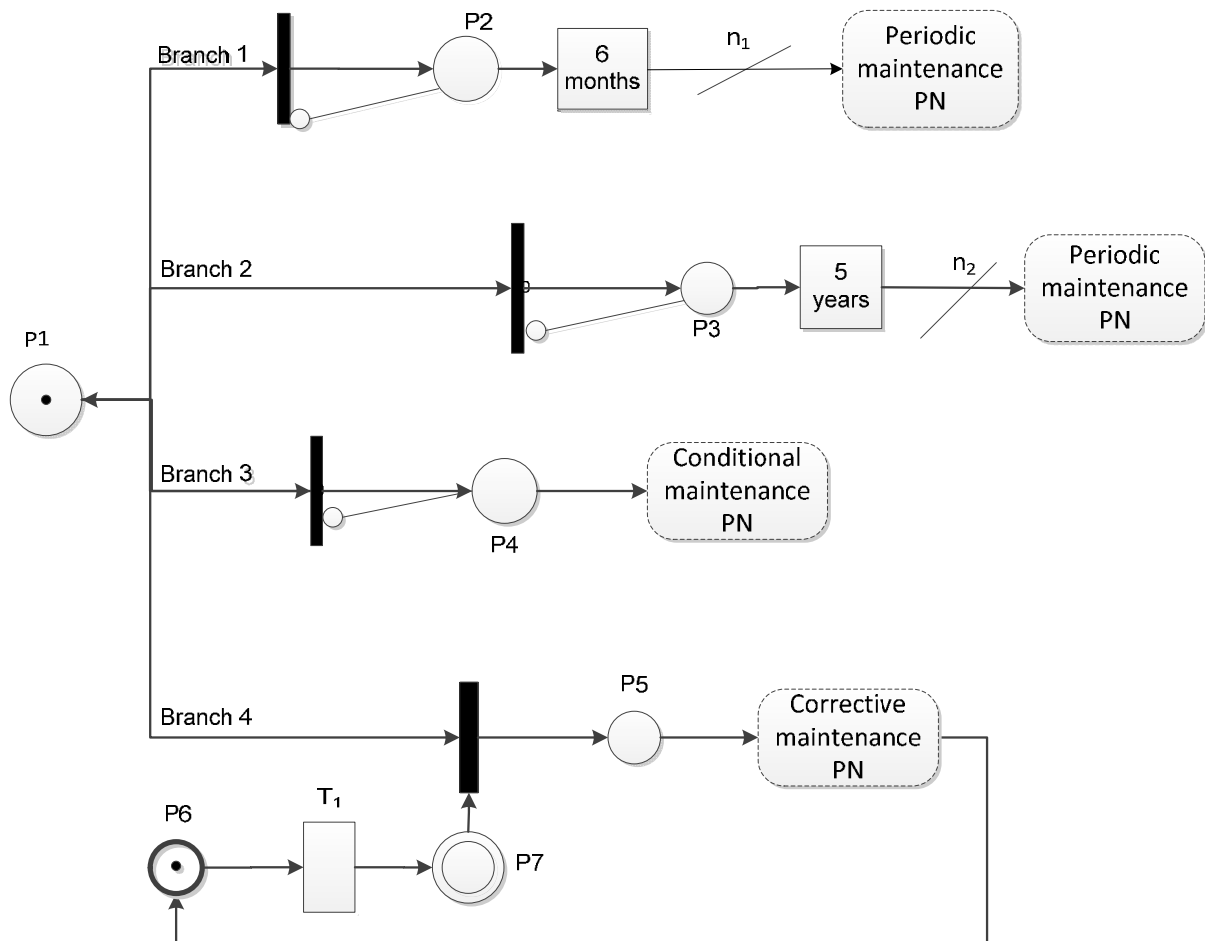 Branch 1
P2
6
months
n₁
Periodic
maintenance
PN
Branch 2
P3
5
years
n₂
Periodic
maintenance
PN
P1
Branch 3
P4
Conditional
maintenance
PN
Branch 4
P5
Corrective
maintenance
PN
P6
T₁
P7